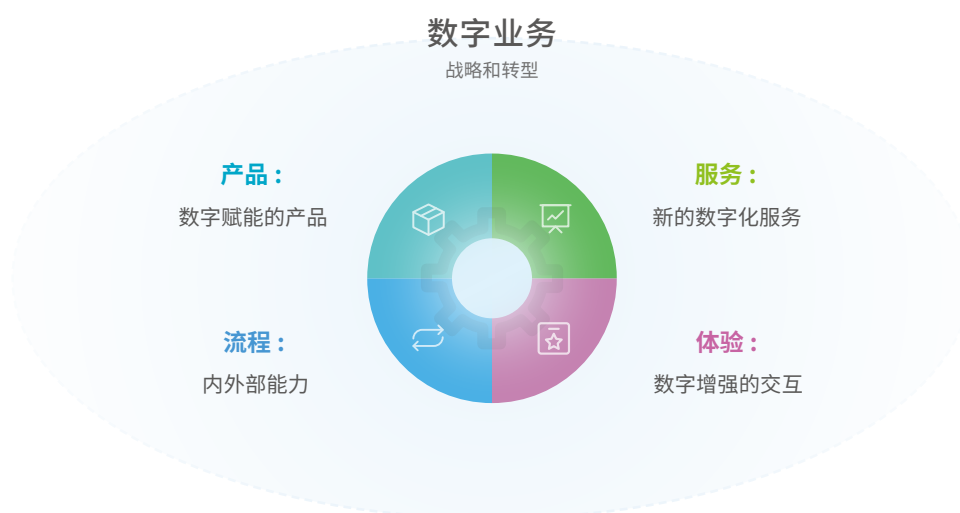 数字业务
战略和转型
产品：
数字赋能的产品
服务：
新的数字化服务
流程：
内外部能力
体验：
数字增强的交互